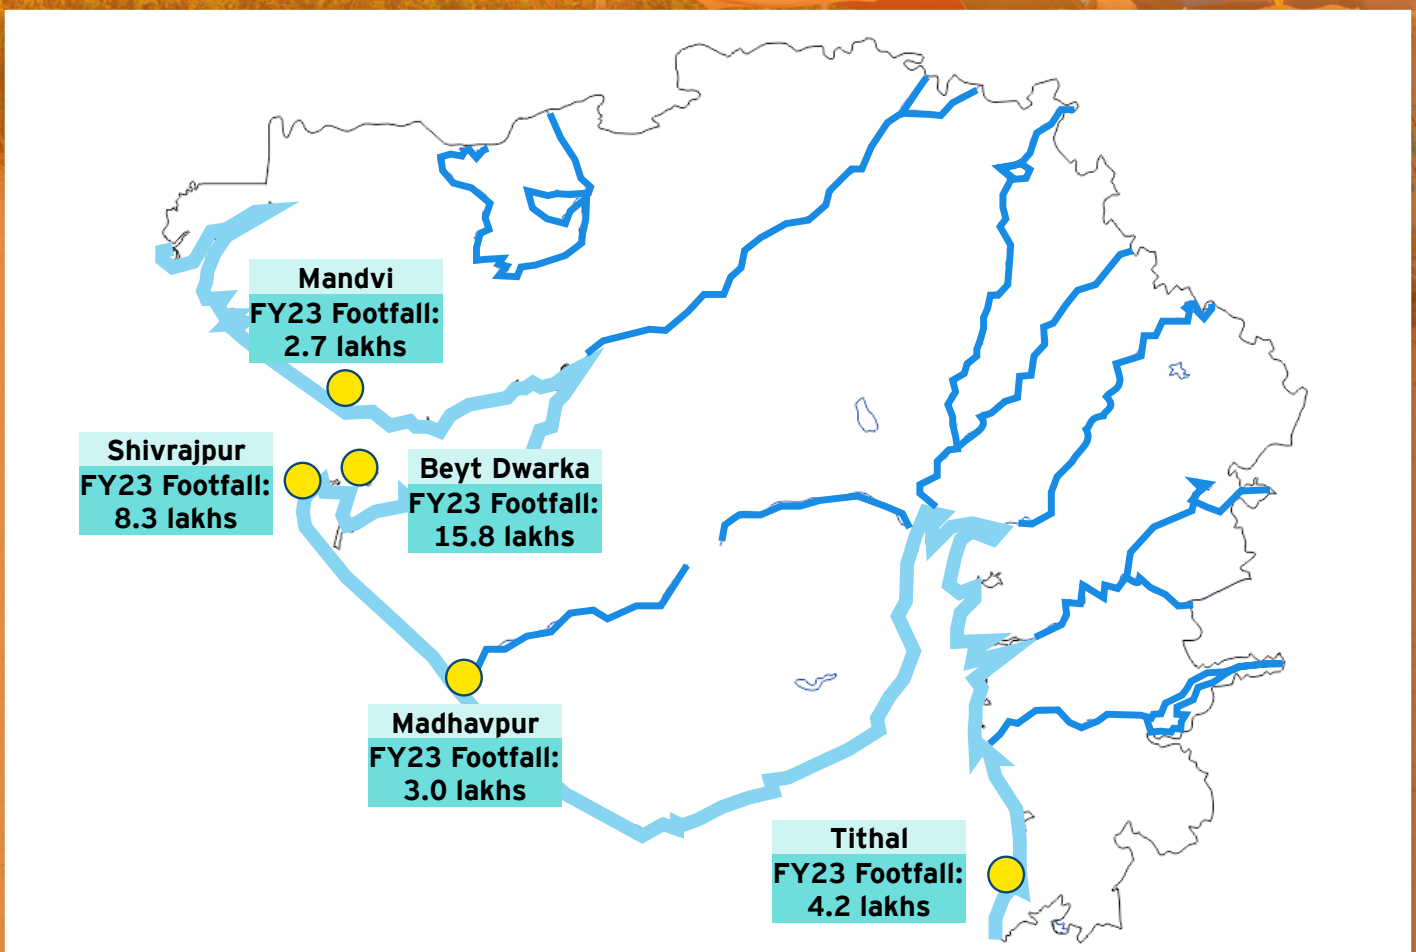 Mandvi
FY23 Footfall:
2.7 lakhs
Shivrajpur
FY23 Footfall:
8.3 lakhs
Beyt Dwarka
FY23 Footfall:
15.8 lakhs
Madhavpur
FY23 Footfall:
3.0 lakhs
Tithal
FY23 Footfall:
4.2 lakhs